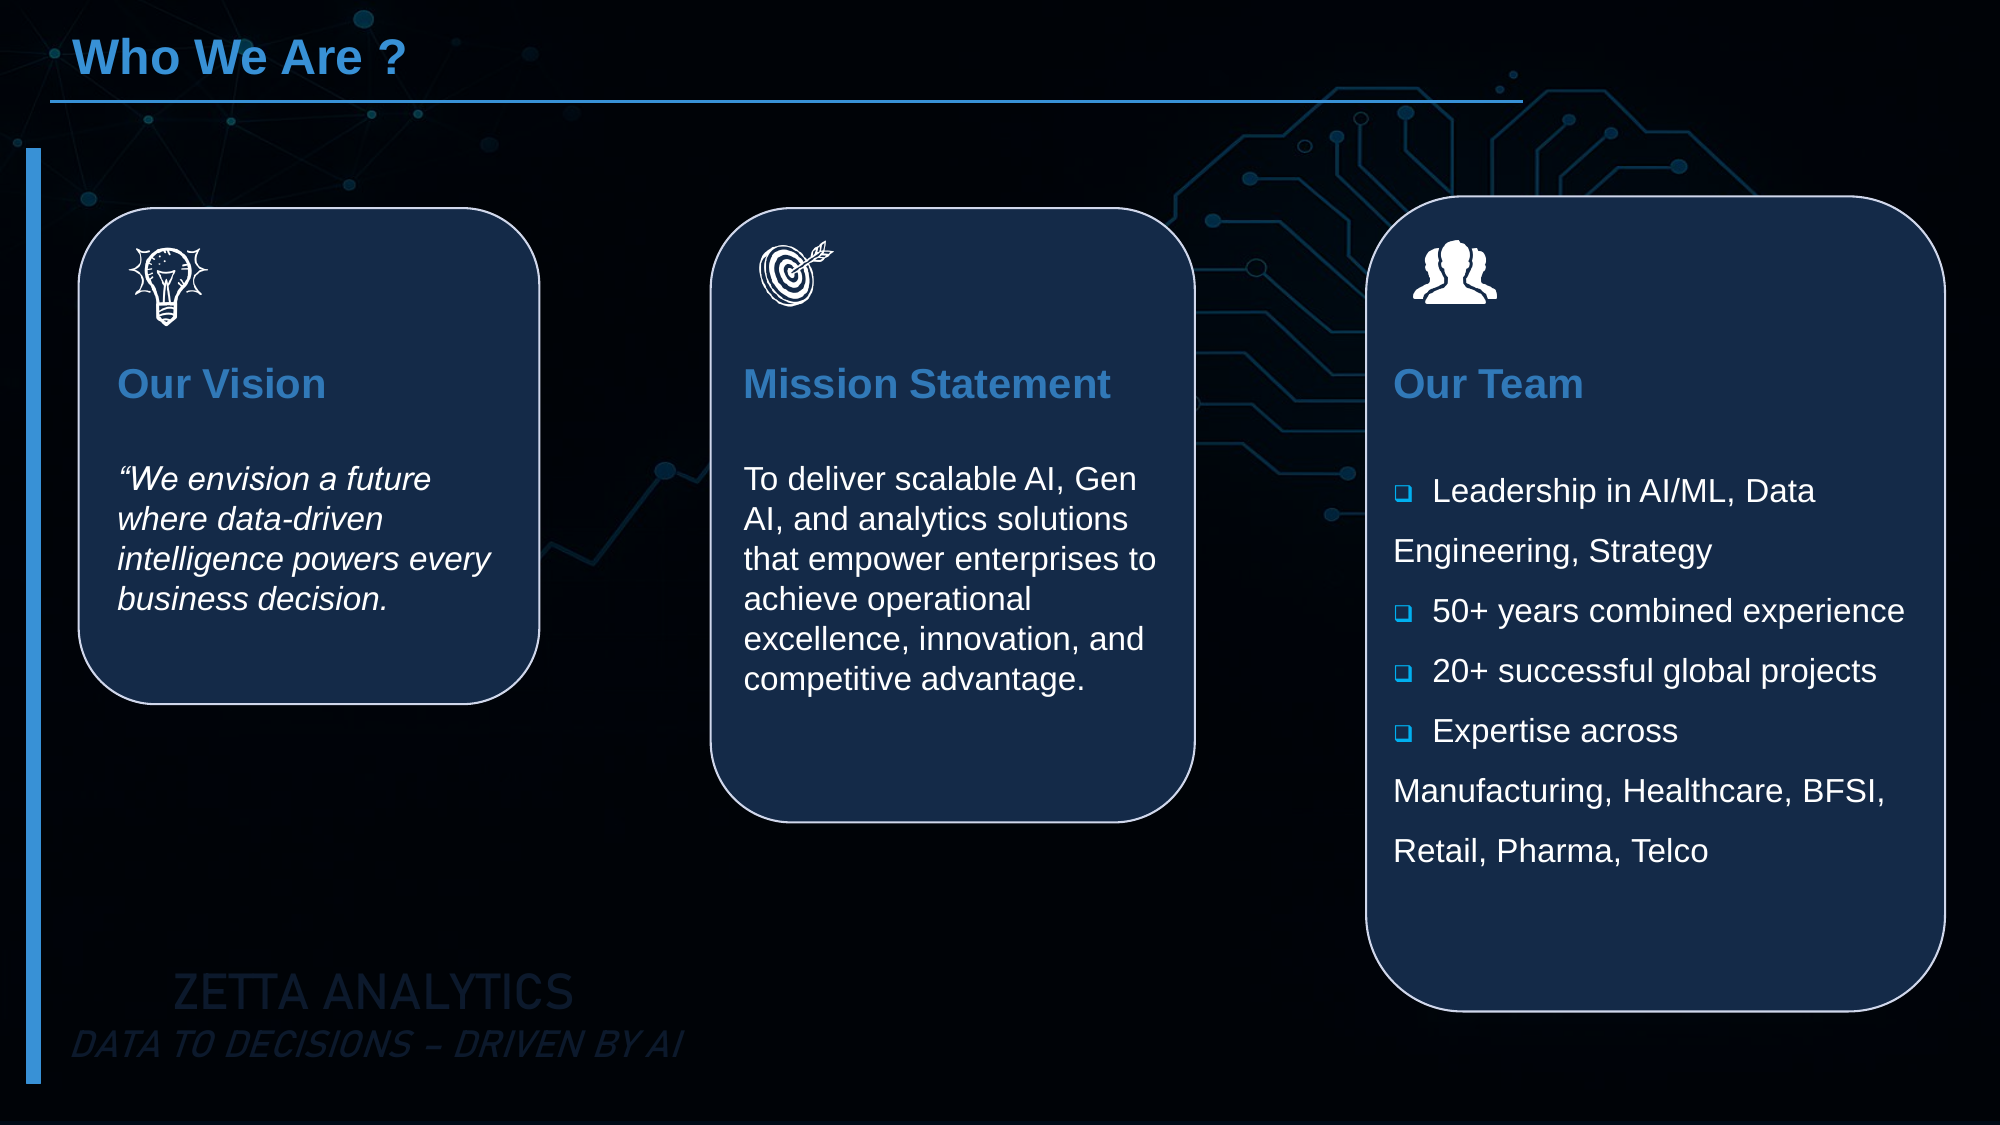 Who We Are ?
Our Vision
“We envision a future
where data-driven
intelligence powers every
business decision.
Mission Statement
To deliver scalable AI, Gen
AI, and analytics solutions
that empower enterprises to
achieve operational
excellence, innovation, and
competitive advantage.
Our Team
❑ Leadership in AI/ML, Data
Engineering, Strategy
❑ 50+ years combined experience
❑ 20+ successful global projects
❑ Expertise across
Manufacturing, Healthcare, BFSI,
Retail, Pharma, Telco
ZETTA ANALYTICS
DATA TO DECISIONS – DRIVEN BY AI